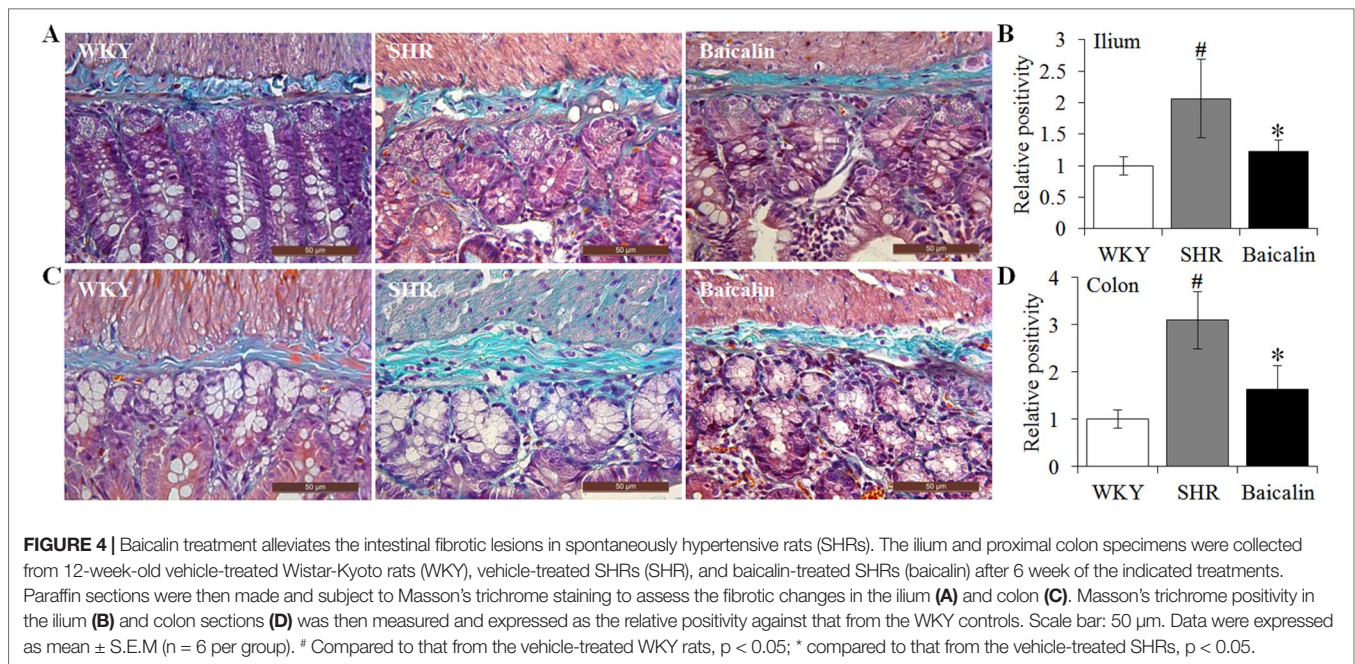 A
WKY
SHR
Baicalin
50 µm
50 µm
50 µm
B
Ilium
#
*
Relative positivity
3
2.5
2
1.5
1
0.5
0
WKY SHR Baicalin
C
WKY
SHR
Baicalin
50 µm
50 µm
50 µm
D
Colon
#
*
Relative positivity
4
3
2
1
0
WKY SHR Baicalin
FIGURE 4 | Baicalin treatment alleviates the intestinal fibrotic lesions in spontaneously hypertensive rats (SHRs). The ilium and proximal colon specimens were collected
from 12-week-old vehicle-treated Wistar-Kyoto rats (WKY), vehicle-treated SHRs (SHR), and baicalin-treated SHRs (baicalin) after 6 week of the indicated treatments.
Paraffin sections were then made and subject to Masson's trichrome staining to assess the fibrotic changes in the ilium (A) and colon (C). Masson's trichrome positivity in
the ilium (B) and colon sections (D) was then measured and expressed as the relative positivity against that from the WKY controls. Scale bar: 50 µm. Data were expressed
as mean ± S.E.M (n = 6 per group). # Compared to that from the vehicle-treated WKY rats, p < 0.05; * compared to that from the vehicle-treated SHRs, p < 0.05.